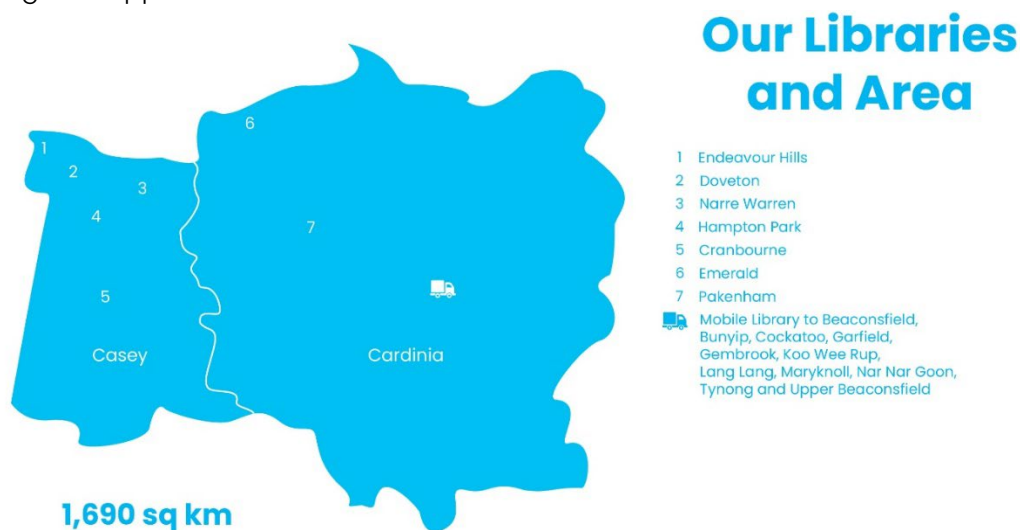 Our Libraries
and Area
1
2
3
4
5
6
7
Casey
Cardinia
1,690 sq km
1 Endeavour Hills
2 Doveton
3 Narre Warren
4 Hampton Park
5 Cranbourne
6 Emerald
7 Pakenham
Mobile Library to Beaconsfield,
Bunyip, Cockatoo, Garfield,
Gembrook, Koo Wee Rup,
Lang Lang, Maryknoll, Nar Nar Goon,
Tynong and Upper Beaconsfield